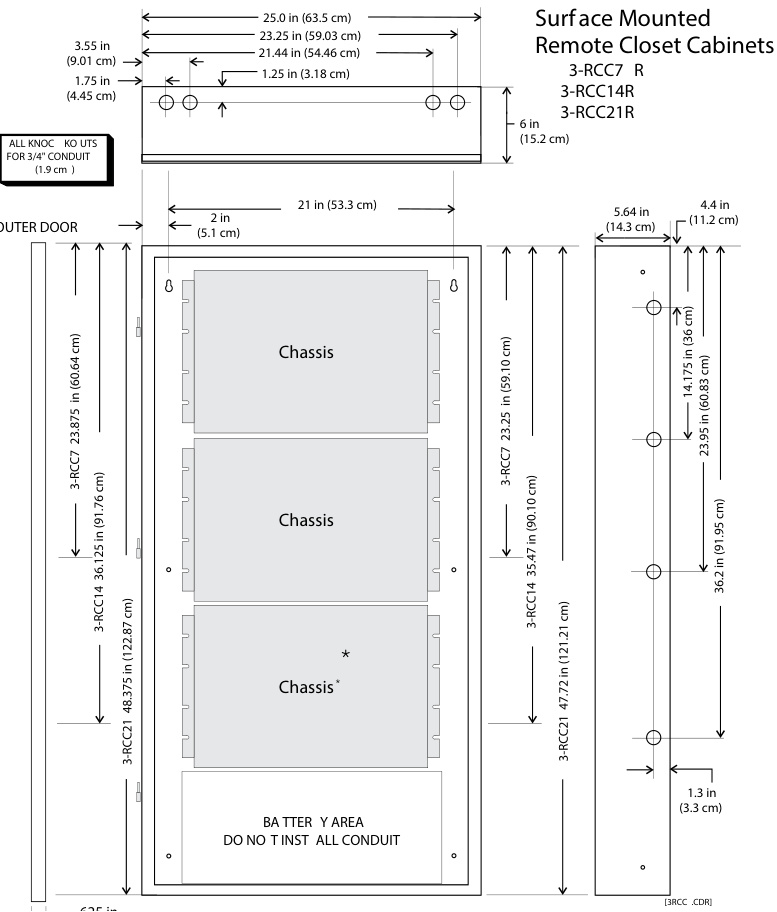 Surface Mounted
Remote Closet Cabinets
3-RCC7 R
3-RCC14R
3-RCC21R
25.0 in (63.5 cm)
23.25 in (59.03 cm)
21.44 in (54.46 cm)
3.55 in
(9.01 cm)
1.25 in (3.18 cm)
1.75 in
(4.45 cm)
6 in
(15.2 cm)
ALL KNOC KO UTS
FOR 3/4" CONDUIT
(1.9 cm )
21 in (53.3 cm)
2 in
(5.1 cm)
OUTER DOOR
5.64 in
(14.3 cm)
4.4 in
(11.2 cm)
3-RCC7 23.875 in (60.64 cm)
3-RCC14 36.125 in (91.76 cm)
3-RCC21 48.375 in (122.87 cm)
Chassis
Chassis
*
Chassis*
BA TTER Y AREA
DO NO T INST ALL CONDUIT
3-RCC7 23.25 in (59.10 cm)
3-RCC14 35.47 in (90.10 cm)
3-RCC21 47.72 in (121.21 cm)
14.175 in (36 cm)
23.95 in (60.83 cm)
36.2 in (91.95 cm)
1.3 in
(3.3 cm)
[3RCC .CDR]